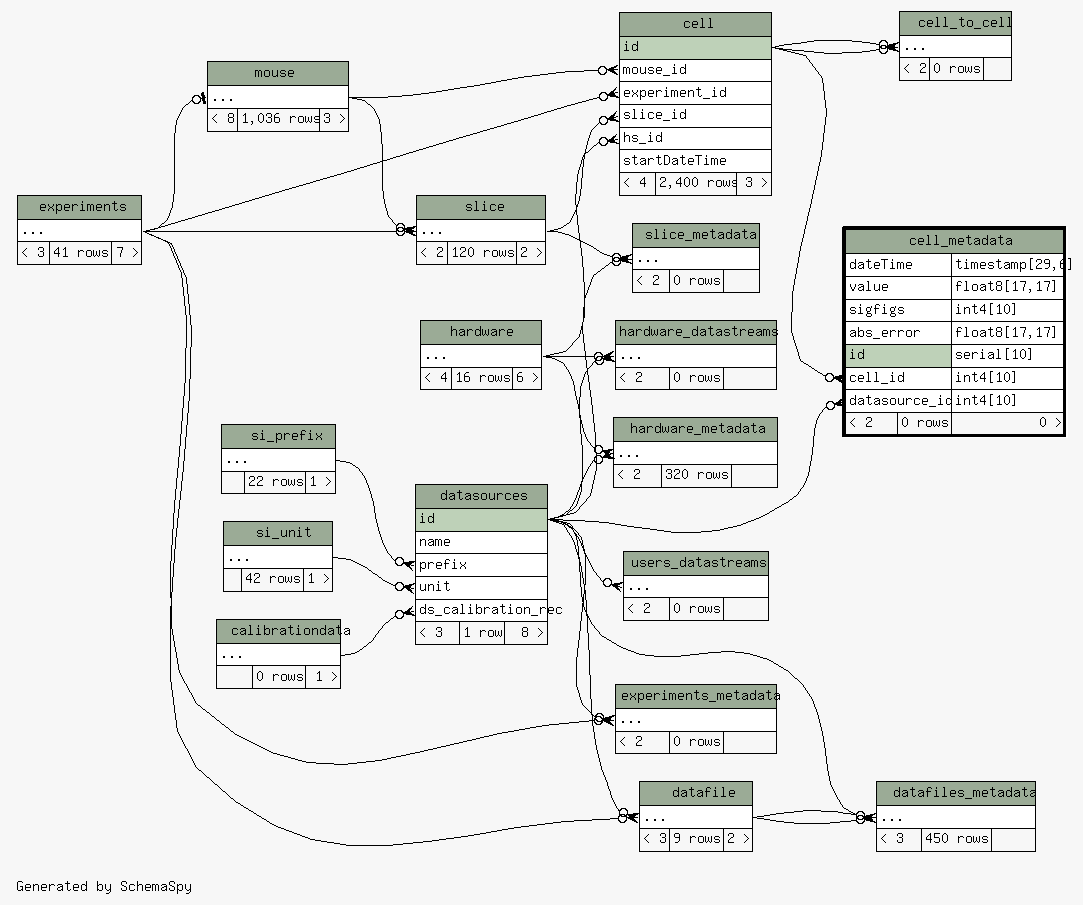 cell
id
mouse_id
experiment_id
slice_id
hs_id
startDateTime
< 4 2,400 rows 3 >
cell_to_cell
...
< 2 0 rows
mouse
...
< 8 1,036 rows 3 >
experiments
...
< 3 41 rows 7 >
slice
...
< 2 120 rows 2 >
slice_metadata
...
< 2 0 rows
cell_metadata
dateTime timestamp[29,6]
value float8[17,17]
sigfigs int4[10]
abs_error float8[17,17]
id serial[10]
cell_id int4[10]
datasource_id int4[10]
< 2 0 rows 0 >
hardware
...
< 4 16 rows 6 >
hardware_datastreams
...
< 2 0 rows
si_prefix
...
22 rows 1 >
hardware_metadata
...
< 2 320 rows
datasources
id
name
prefix
unit
ds_calibration_rec
< 3 1 row 8 >
si_unit
...
42 rows 1 >
users_datastreams
...
< 2 0 rows
calibrationdata
...
0 rows 1 >
experiments_metadata
...
< 2 0 rows
datafile
...
< 3 9 rows 2 >
datafiles_metadata
...
< 3 450 rows
Generated by SchemaSpy